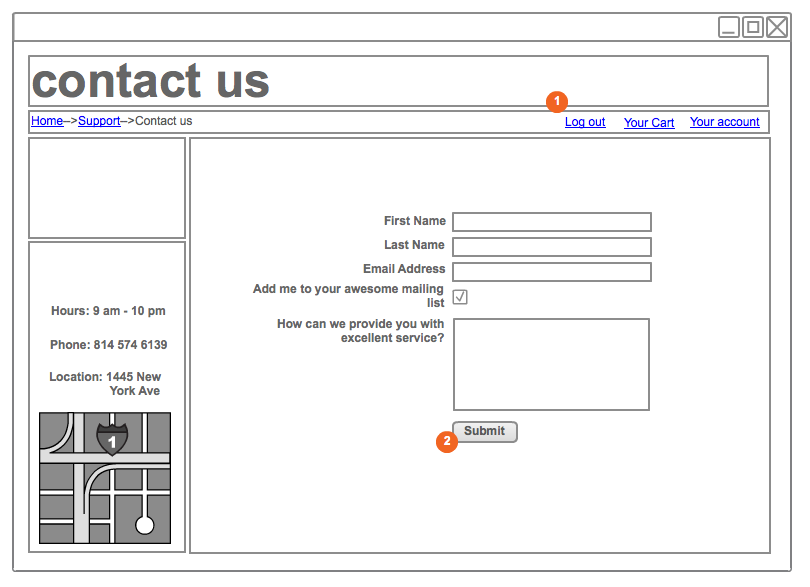 contact us
1
Home-->Support-->Contact us
Log out
Your Cart
Your account
First Name
Last Name
Email Address
Add me to your awesome mailing
list
How can we provide you with
excellent service?
Submit
2
Hours: 9 am - 10 pm
Phone: 814 574 6139
Location: 1445 New
York Ave
1